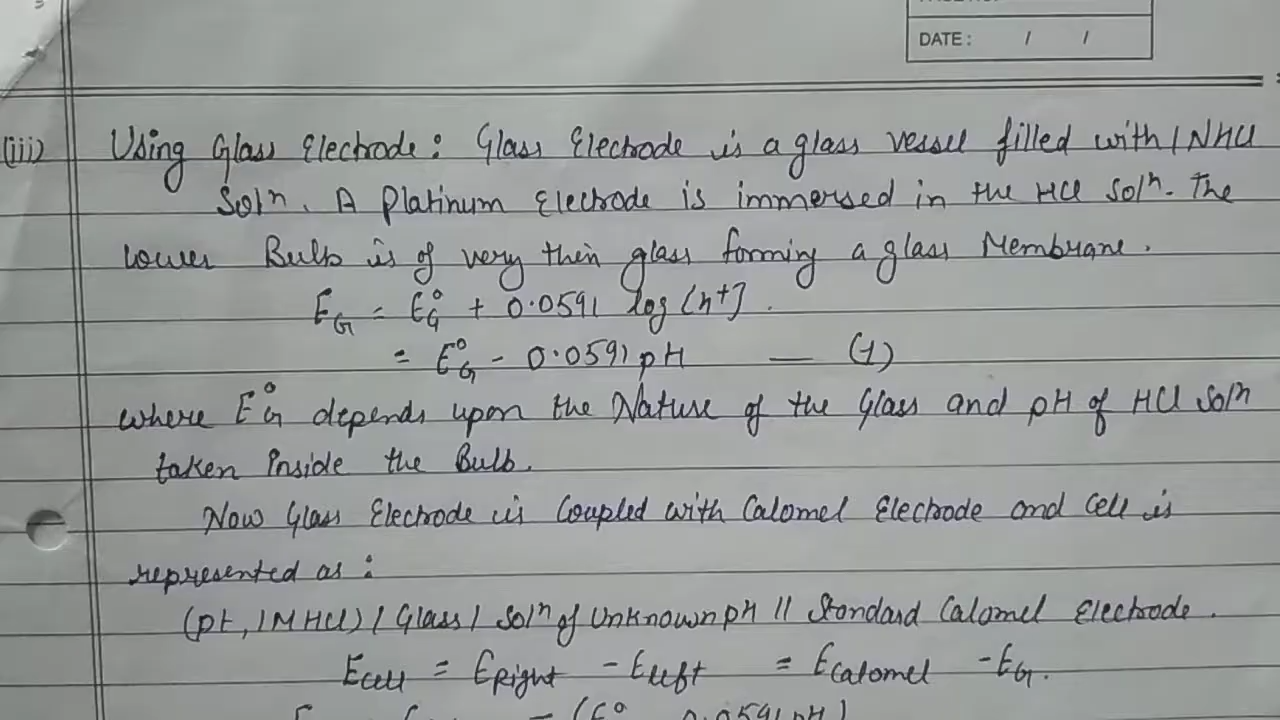 DATE: / /
(iii) Using Glass Electrode: Glass Electrode is a glass vessel filled with 1NHCl
Solⁿ. A Platinum Electrode is immersed in the HCl Solⁿ. The
lower Bulb is of very thin glass forming a glass Membrane.
E_G = E°_G + 0.0591 log [H⁺].
= E°_G - 0.0591 pH — (1)
where E°_G depends upon the Nature of the Glass and pH of HCl Solⁿ
taken Inside the Bulb.
Now Glass Electrode is Coupled with Calomel Electrode and Cell is
represented as:
(Pt, 1M HCl) / Glass / Solⁿ of Unknown pH // Standard Calomel Electrode.
E_cell = E_Right - E_left = E_calomel - E_G.